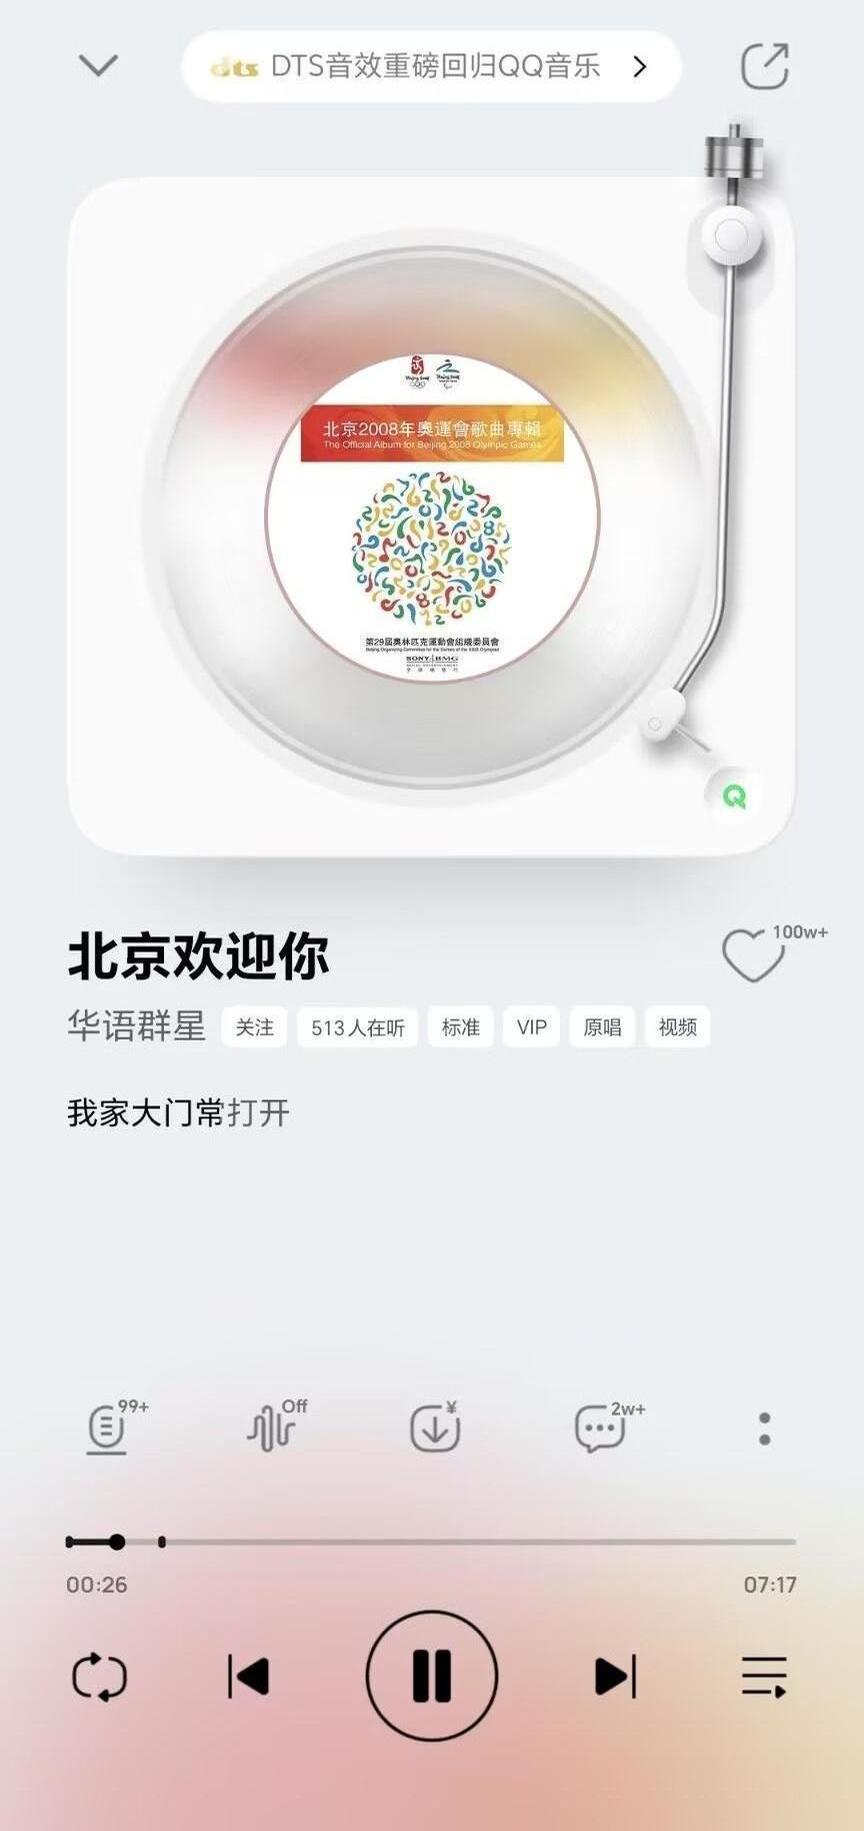 dts DTS音效重磅回归QQ音乐
北京2008年奧運會歌曲專輯
The Official Album for Beijing 2008 Olympic Games
第29屆奧林匹克運動會組織委員會
Beijing Organizing Committee for the Games of the XXIX Olympiad
SONY BMG
北京欢迎你
100w+
华语群星 关注 513人在听 标准 VIP 原唱 视频
我家大门常打开
99+ Off ¥ 2w+
00:26 07:17